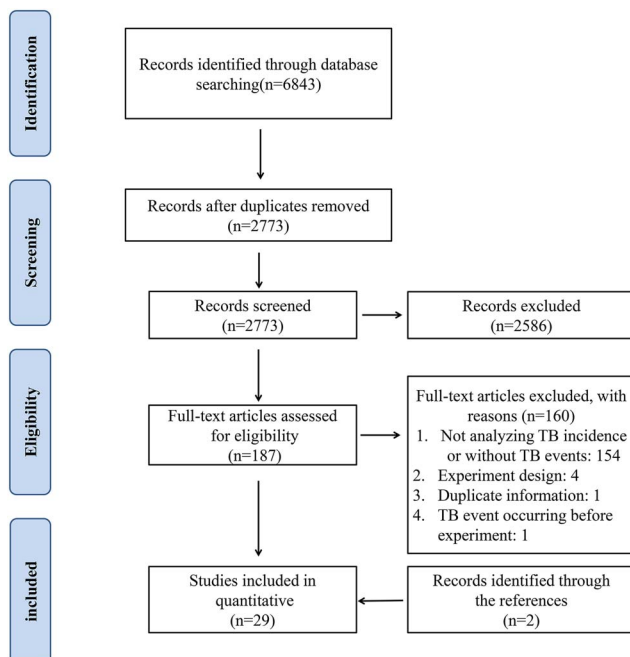 Identification
Records identified through database
searching(n=6843)
Screening
Records after duplicates removed
(n=2773)
Records screened
(n=2773)
Records excluded
(n=2586)
Eligibility
Full-text articles assessed
for eligibility
(n=187)
Full-text articles excluded, with
reasons (n=160)
1. Not analyzing TB incidence
or without TB events: 154
2. Experiment design: 4
3. Duplicate information: 1
4. TB event occurring before
experiment: 1
included
Studies included in
quantitative
(n=29)
Records identified through
the references
(n=2)